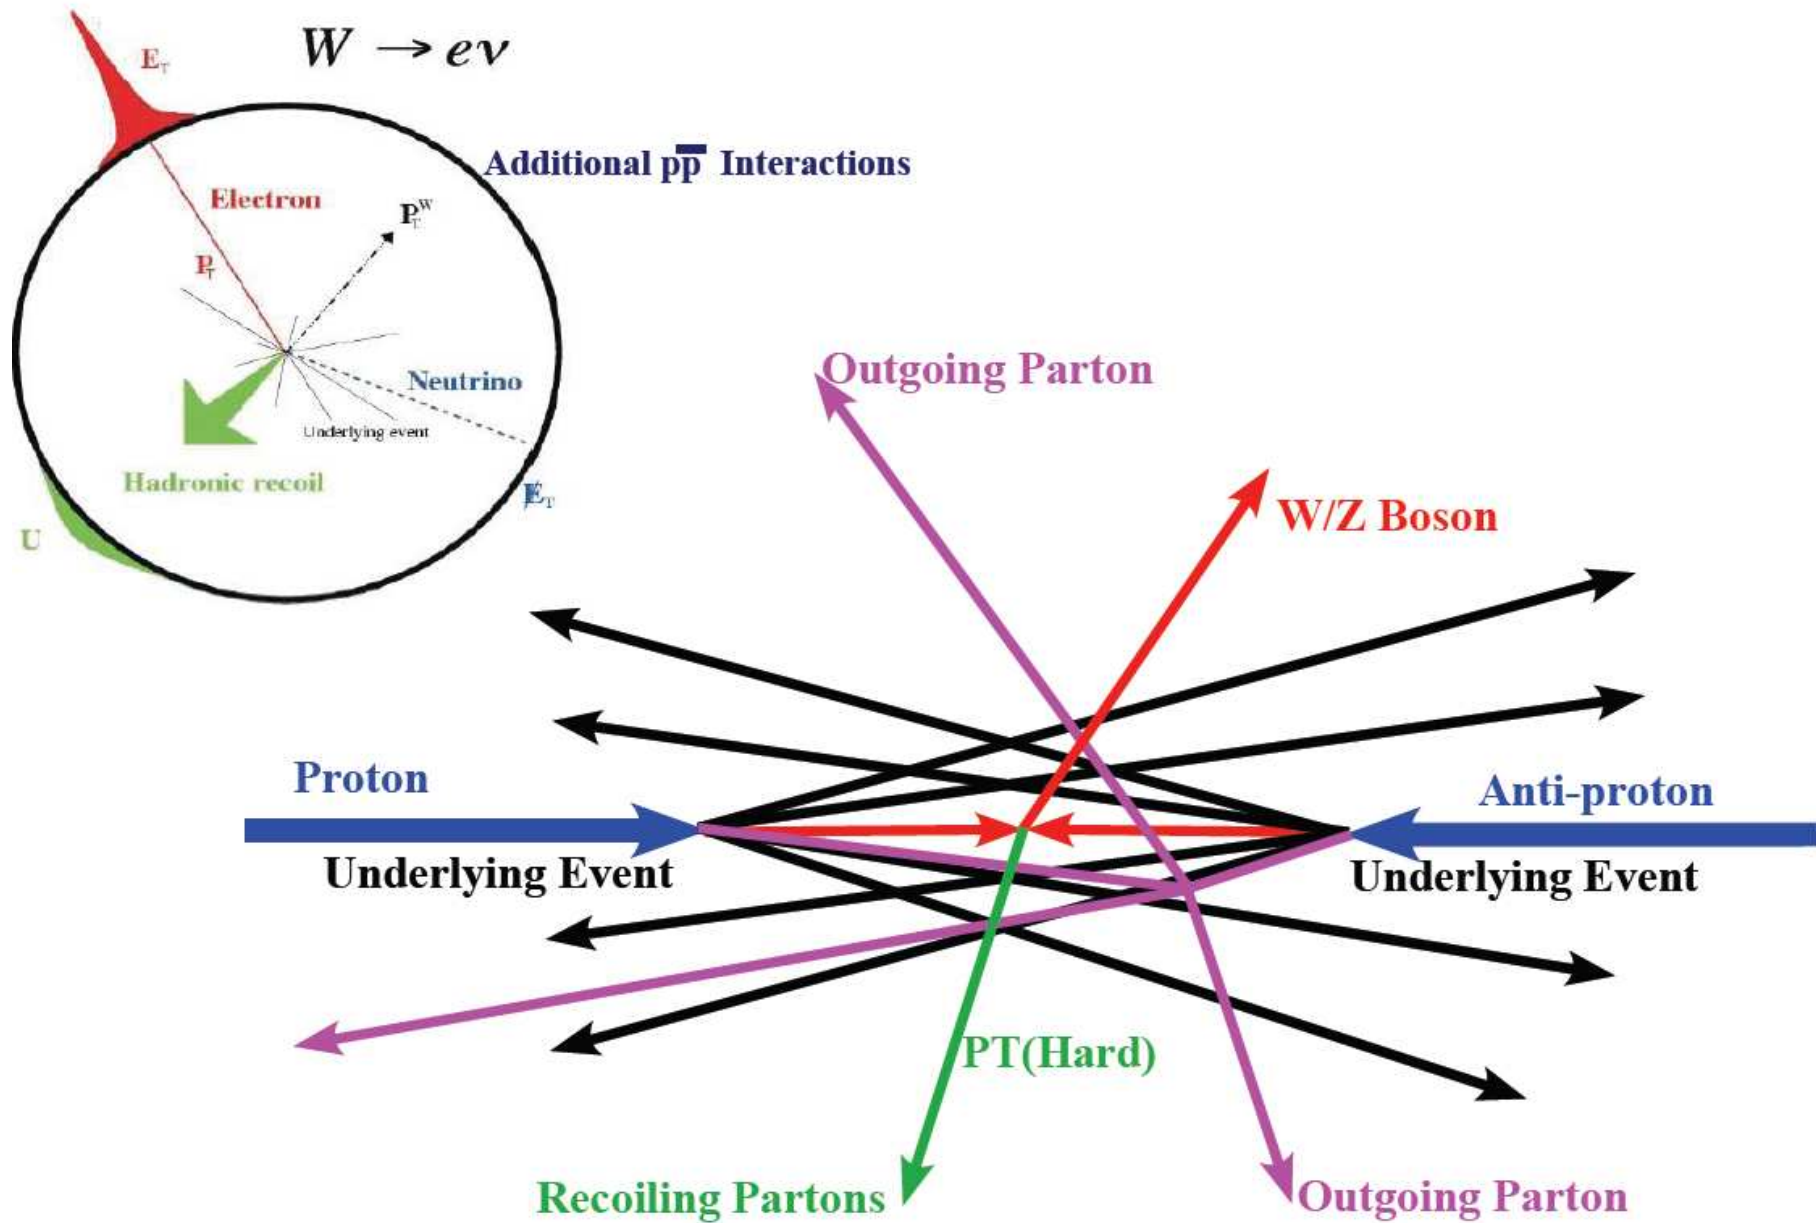 W → eν
E_T
Additional pp̅ Interactions
Electron
P_T^W
P_T
Neutrino
Underlying event
Hadronic recoil
E̸_T
U
Outgoing Parton
W/Z Boson
Proton
Anti-proton
Underlying Event
Underlying Event
PT(Hard)
Recoiling Partons
Outgoing Parton